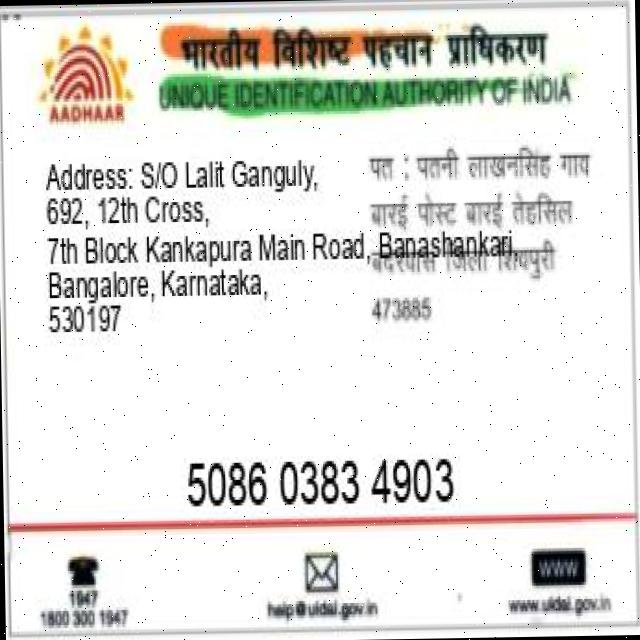 भारतीय विशिष्ट पहचान प्राधिकरण
UNIQUE IDENTIFICATION AUTHORITY OF INDIA
AADHAAR
Address: S/O Lalit Ganguly,
692, 12th Cross,
7th Block Kankapura Main Road, Banashankari,
Bangalore, Karnataka,
530197
पत : पतनी लाखनसिंह गाव
बारई पोस्ट बारई तेहसिल
बदरवास जिला शिवपुरी
473885
5086 0383 4903
1947
1800 300 1947
help@uidai.gov.in
WWW
www.uidai.gov.in